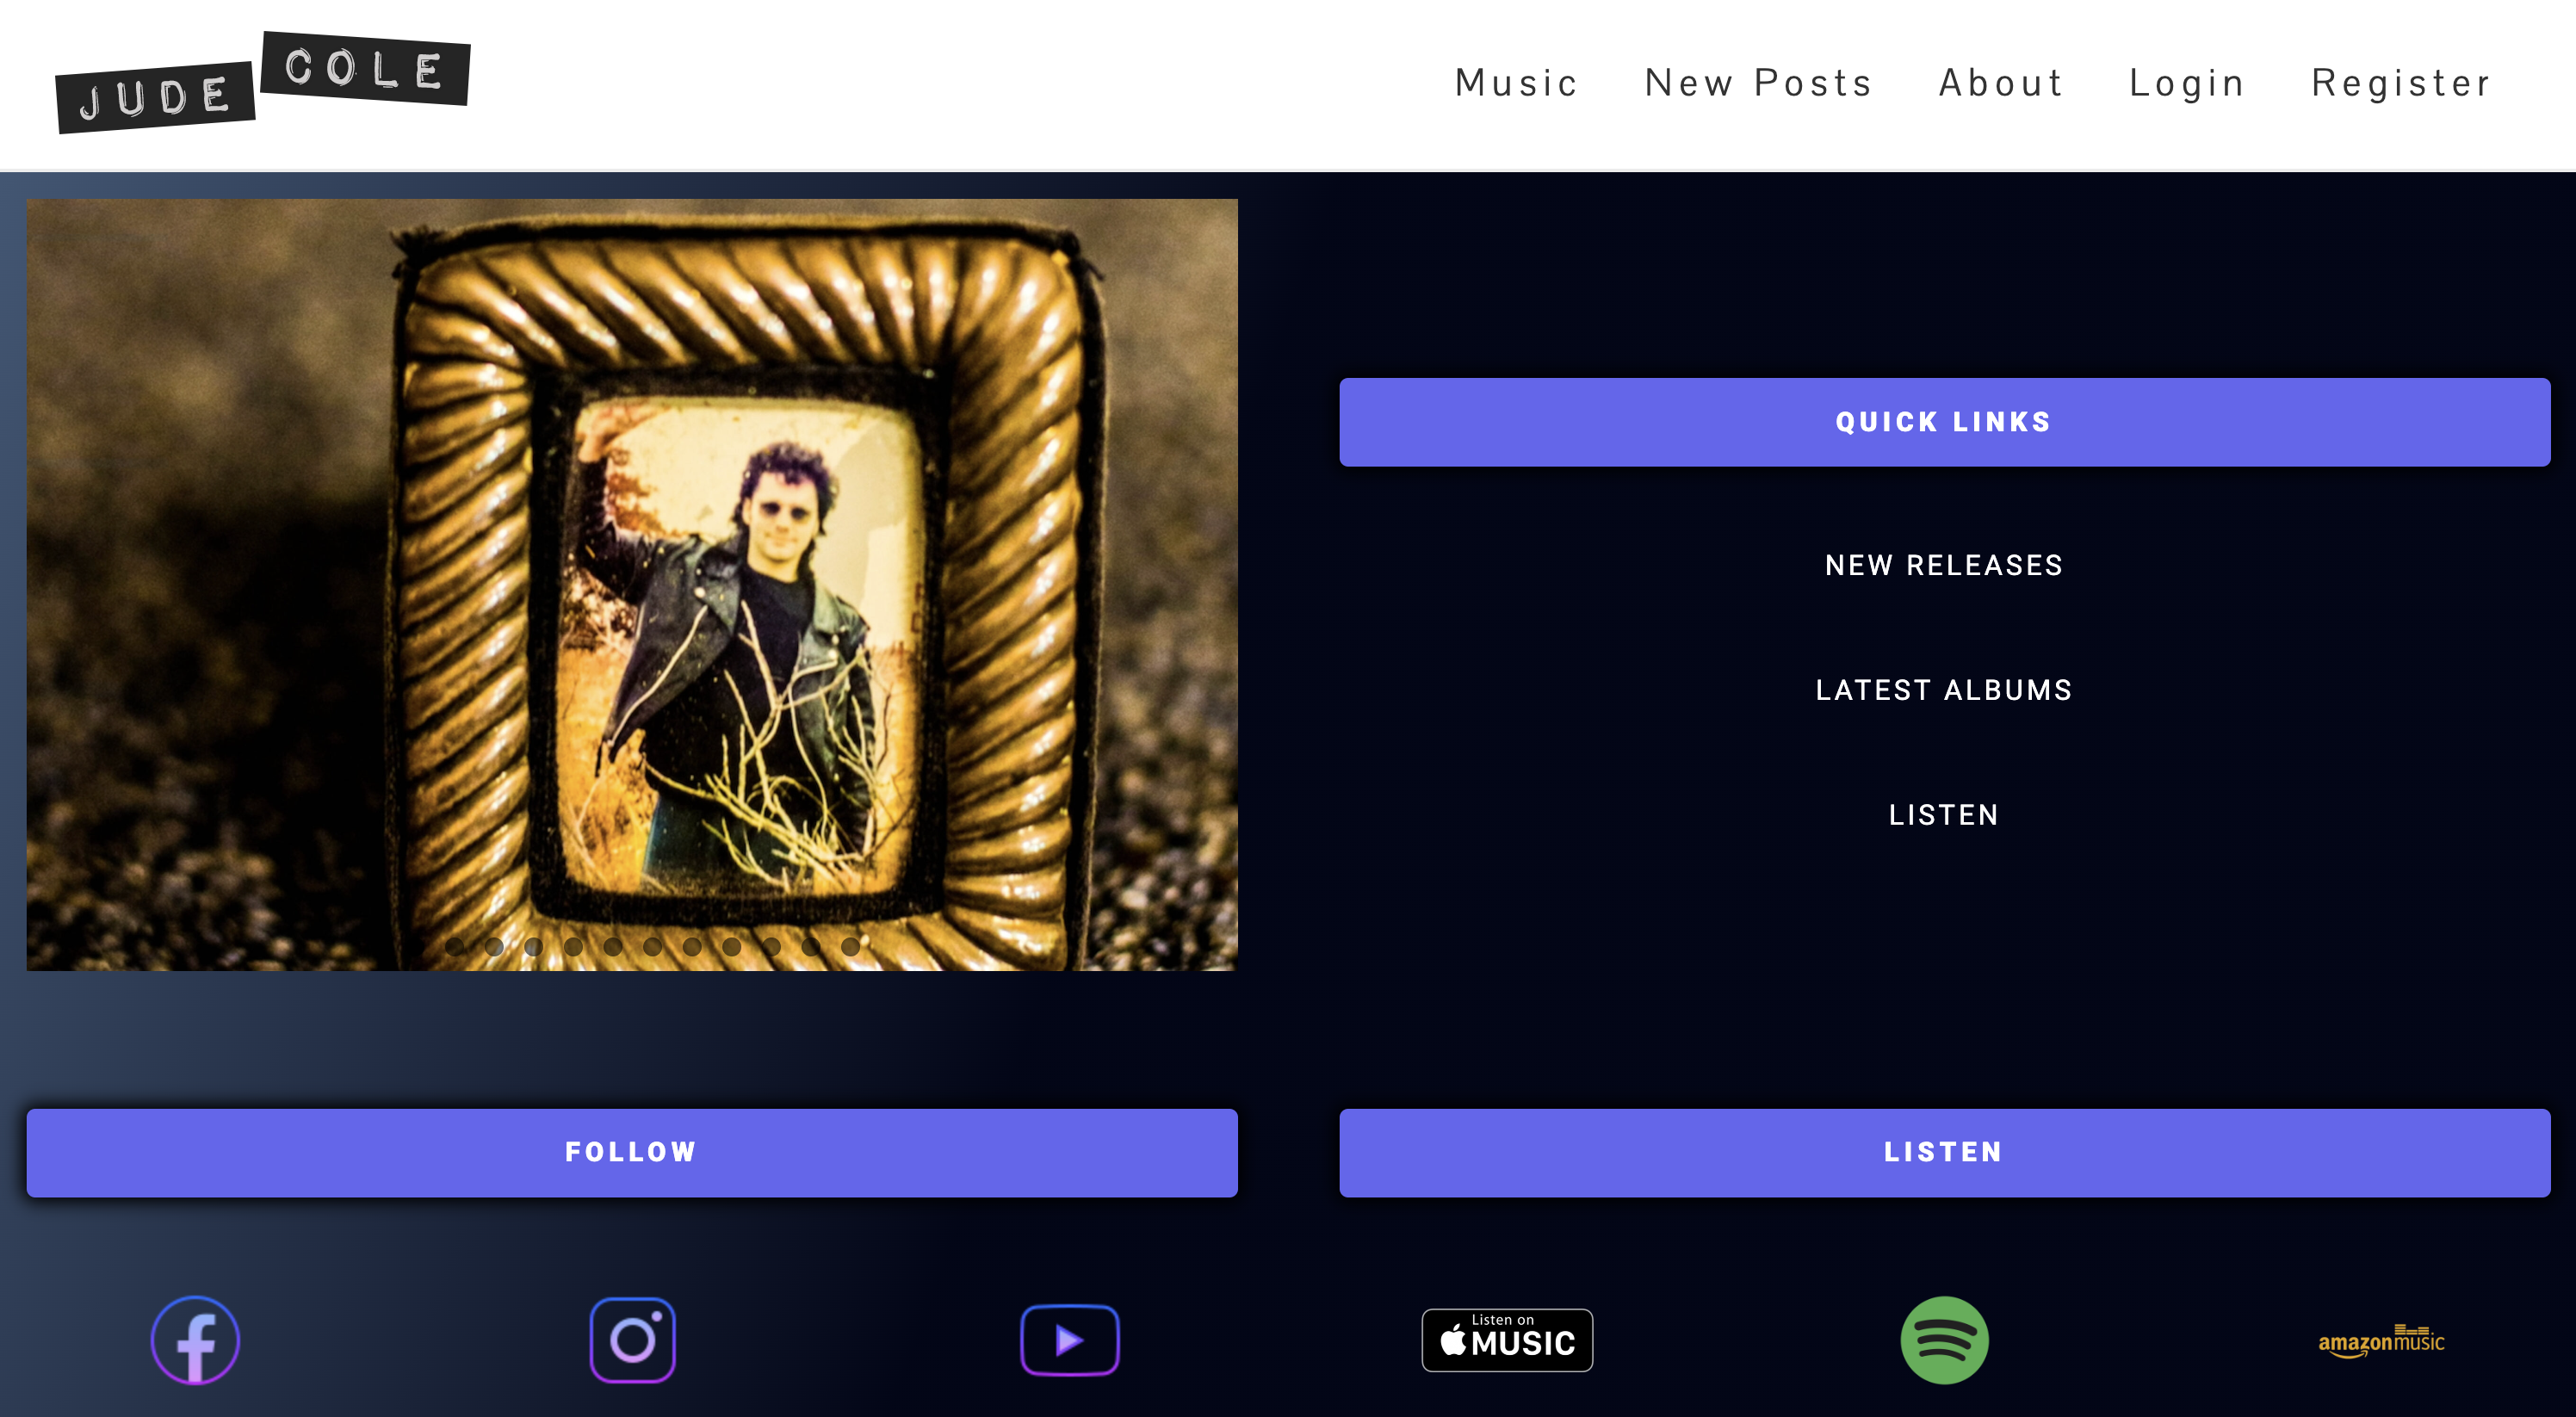 JUDE COLE
Music New Posts About Login Register
QUICK LINKS
NEW RELEASES
LATEST ALBUMS
LISTEN
FOLLOW
LISTEN
Listen on
MUSIC
amazonmusic